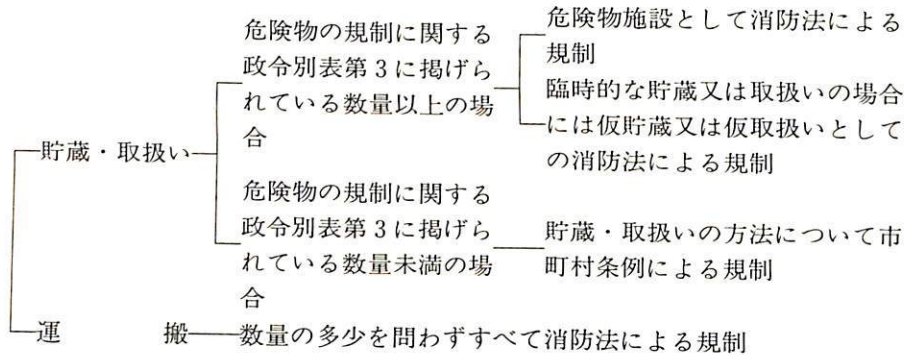 貯蔵・取扱い
危険物の規制に関する
政令別表第3に掲げら
れている数量以上の場
合
危険物施設として消防法による
規制
臨時的な貯蔵又は取扱いの場合
には仮貯蔵又は仮取扱いとして
の消防法による規制
危険物の規制に関する
政令別表第3に掲げら
れている数量未満の場
合
貯蔵・取扱いの方法について市
町村条例による規制
運搬
数量の多少を問わずすべて消防法による規制